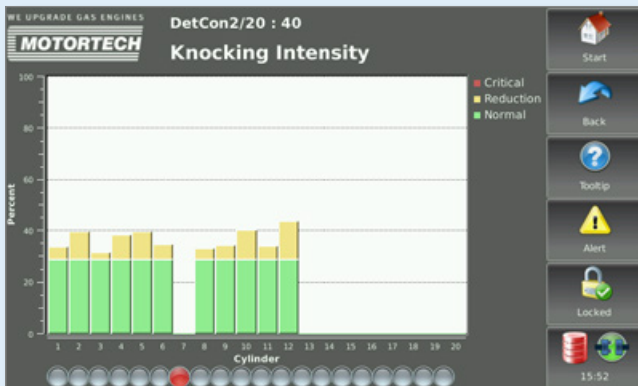 WE UPGRADE GAS ENGINES
MOTORTECH
DetCon2/20 : 40
Knocking Intensity
Start
Back
Tooltip
Alert
Locked
15:52
Critical
Reduction
Normal
Percent
100
80
60
40
20
0
1 2 3 4 5 6 7 8 9 10 11 12 13 14 15 16 17 18 19 20
Cylinder